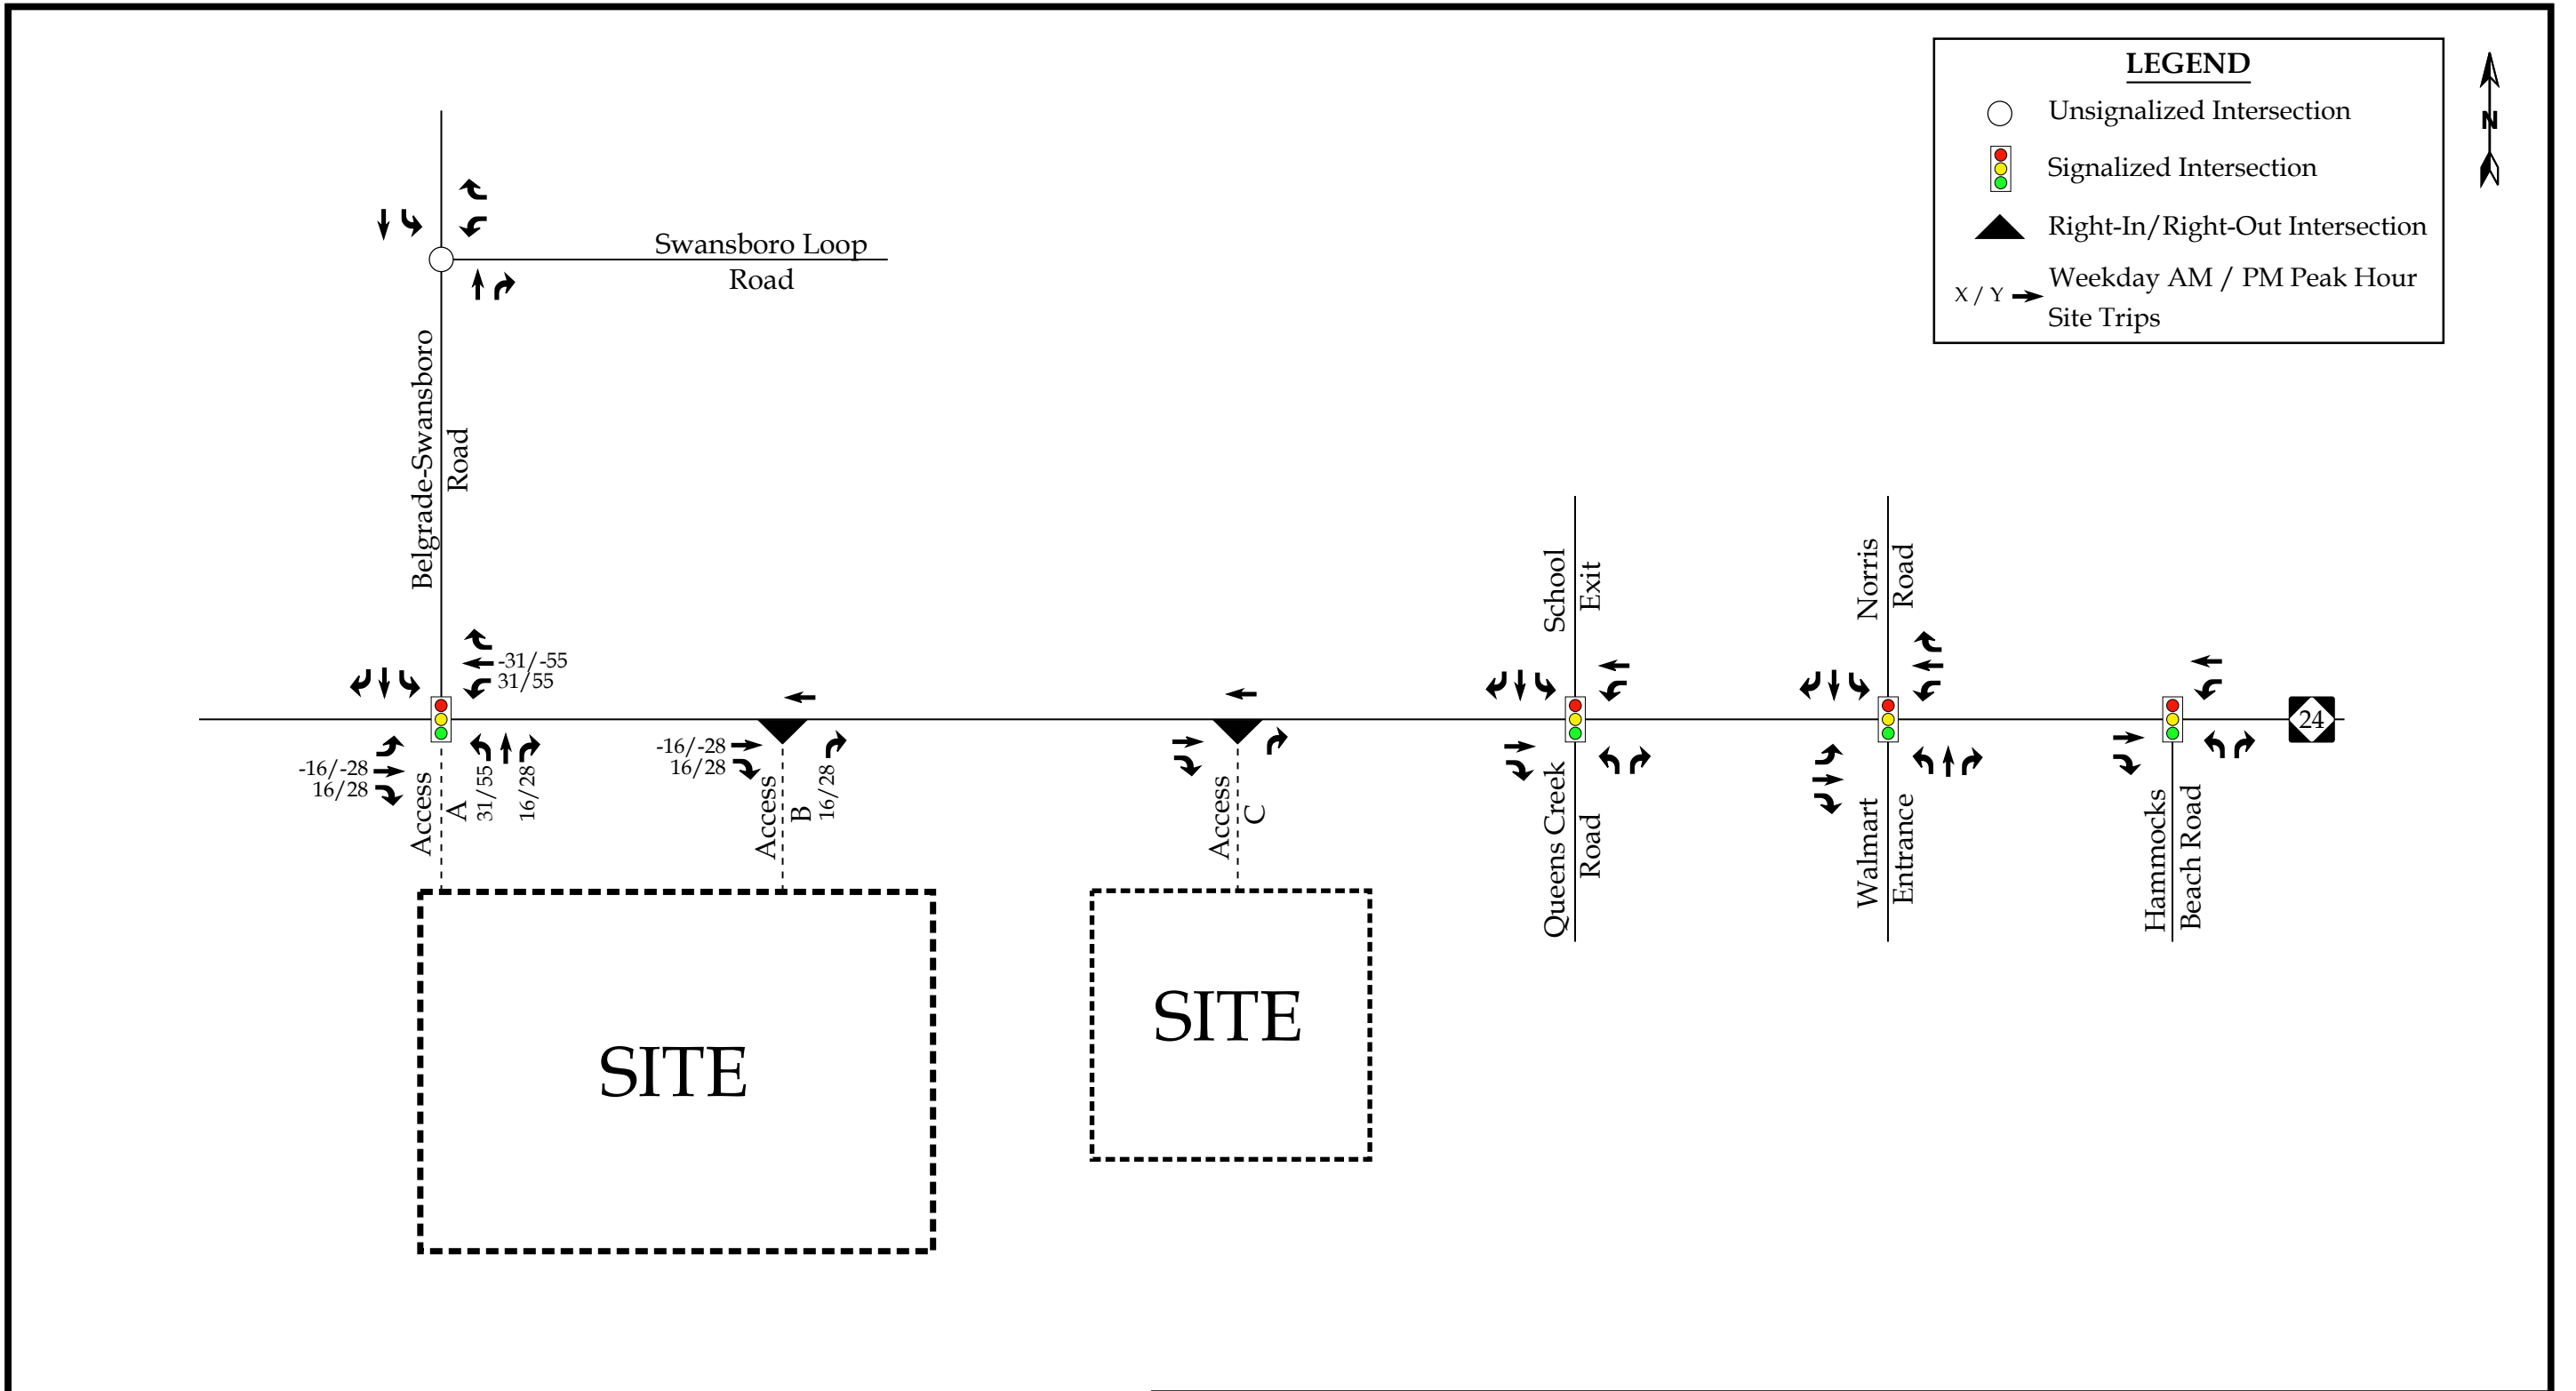 LEGEND
Unsignalized Intersection
Signalized Intersection
Right-In/Right-Out Intersection
X / Y
Weekday AM / PM Peak Hour
Site Trips
N
Swansboro Loop
Road
Belgrade-Swansboro
Road
-31/-55
31/55
-16/-28
16/28
Access
A
31/55
16/28
-16/-28
16/28
Access
B
16/28
Access
C
School
Exit
Queens Creek
Road
Norris
Road
Walmart
Entrance
Hammocks
Beach Road
24
SITE
SITE